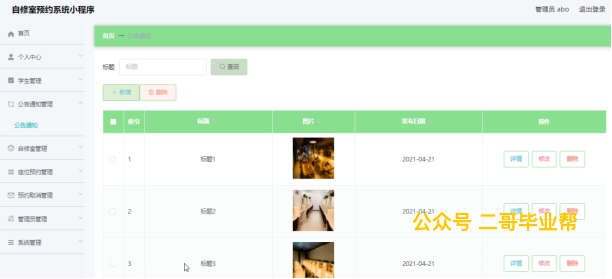 自修室预约系统小程序
管理员 abo 退出登录
首页
个人中心
学生管理
公告通知管理
公告通知
自修室管理
座位预约管理
预约取消管理
管理员管理
系统管理
首页 公告通知
标题 标题 查询
+ 新增 删除
索引 标题 图片 发布日期 操作
1 标题1 2021-04-21 详情 修改 删除
2 标题2 2021-04-21 详情 修改 删除
公众号 二哥毕业帮
3 标题3 2021-04-21 详情 修改 删除